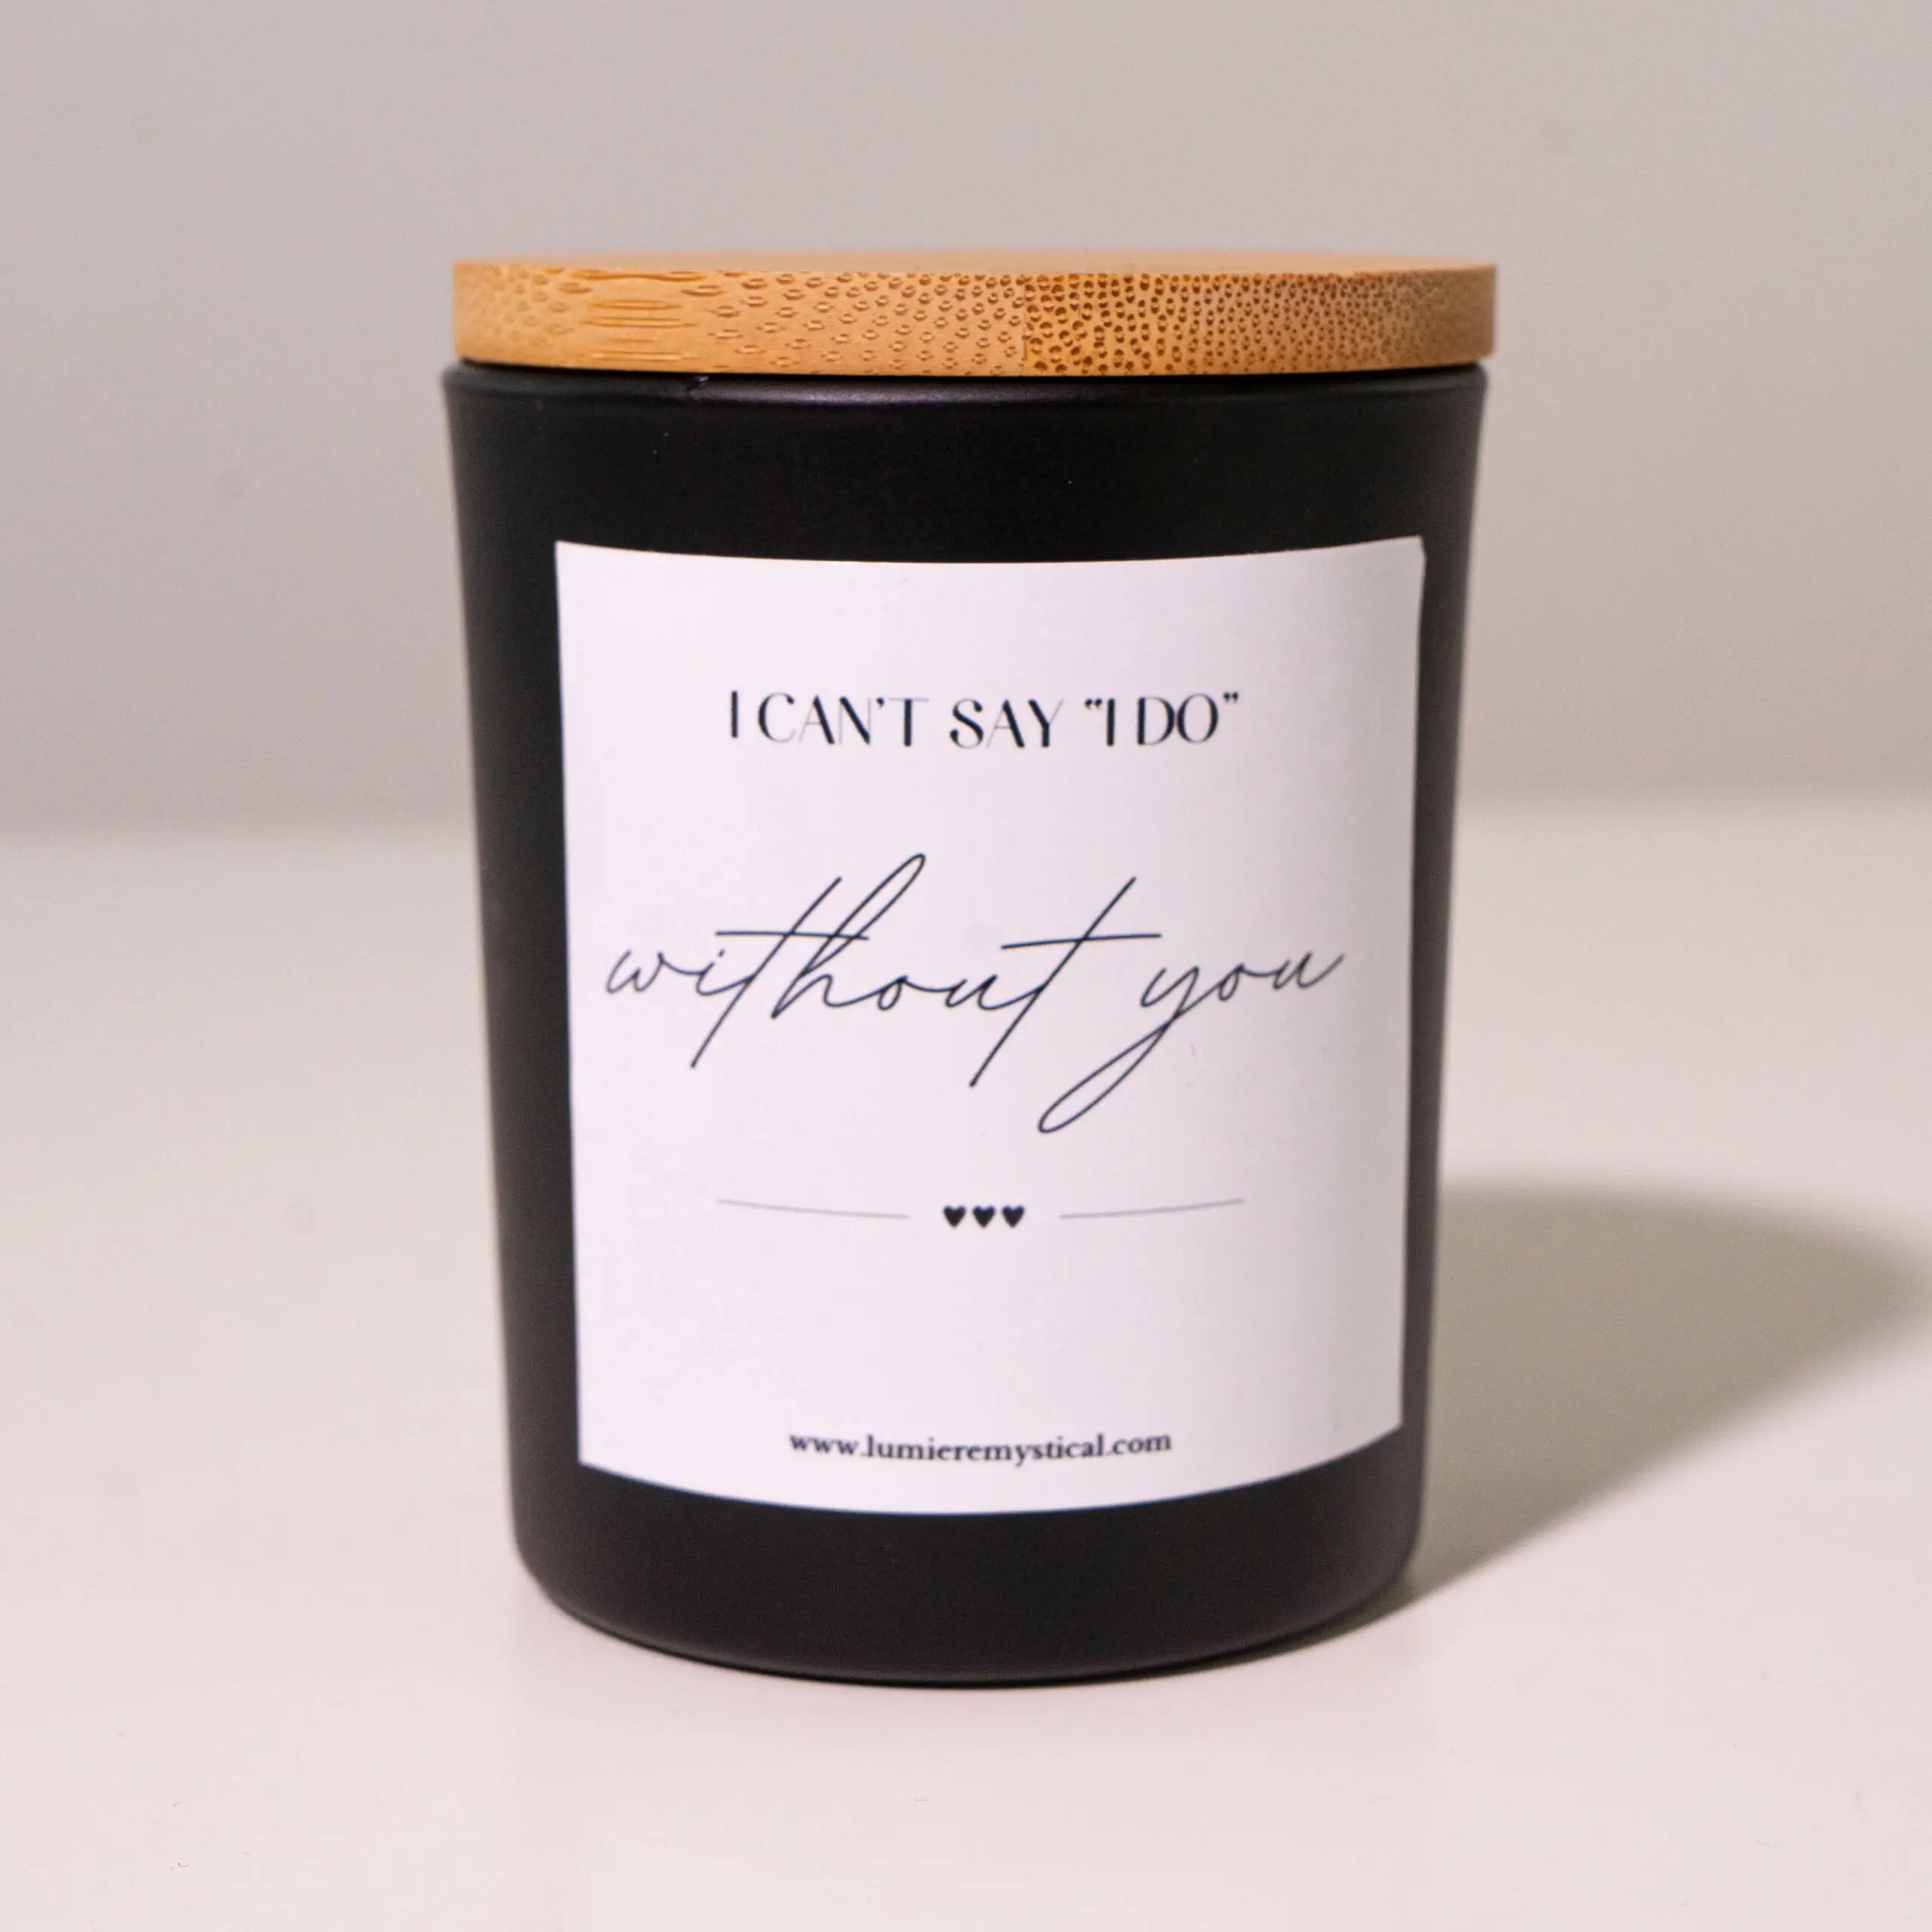 I CAN'T SAY "I DO"
without you
www.lumieremystical.com